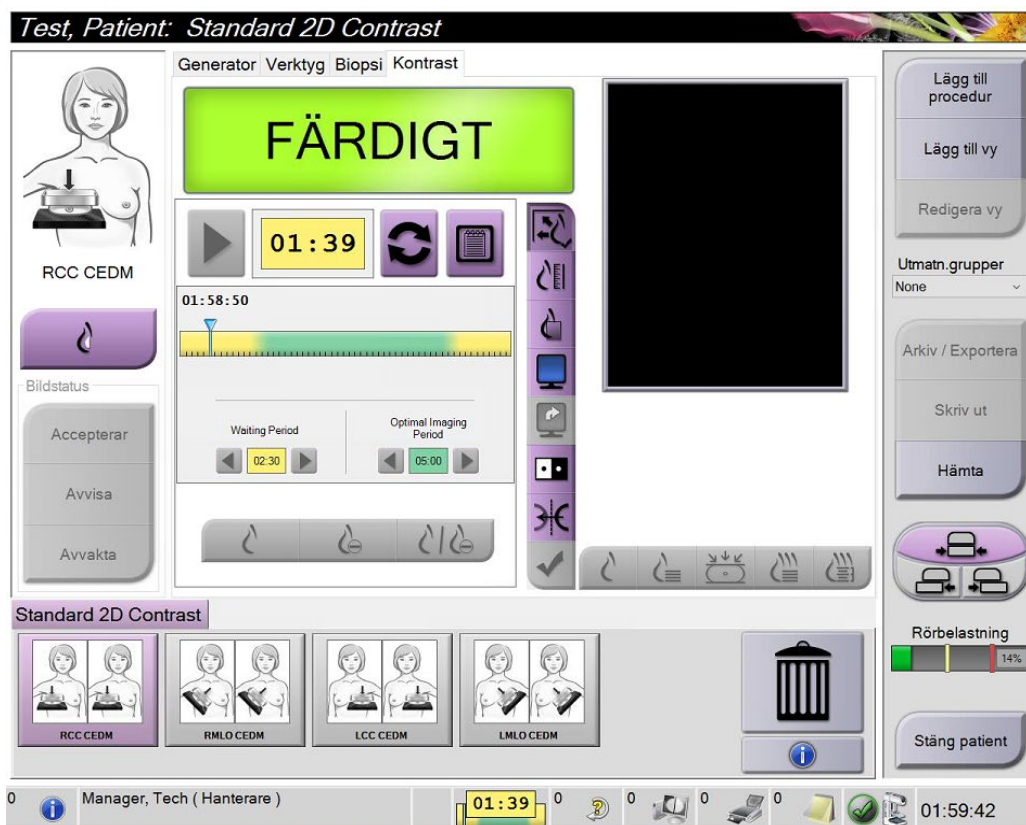 Test, Patient: Standard 2D Contrast
Generator Verktyg Biopsi Kontrast
FÄRDIGT
01:39
01:58:50
Waiting Period
02:30
Optimal Imaging
Period
05:00
RCC CEDM
Bildstatus
Accepterar
Avvisa
Avvakta
Lägg till
procedur
Lägg till vy
Redigera vy
Utmatn.grupper
None
Arkiv / Exportera
Skriv ut
Hämta
Rörbelastning
14%
Stäng patient
Standard 2D Contrast
RCC CEDM
RMLO CEDM
LCC CEDM
LMLO CEDM
0
Manager, Tech ( Hanterare )
01:39
0
0
0
0
01:59:42